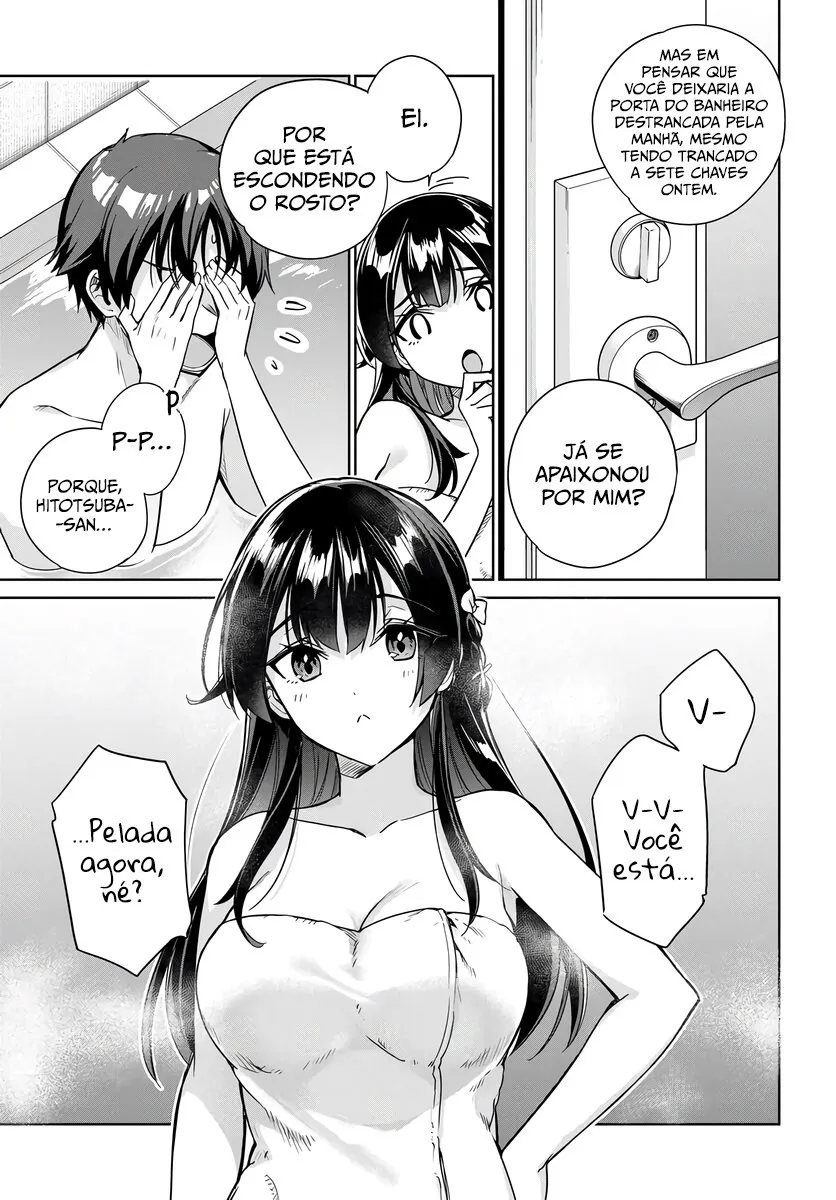 MAS EM
PENSAR QUE
VOCÊ DEIXARIA A
PORTA DO BANHEIRO
DESTRANCADA PELA
MANHÃ, MESMO
TENDO TRANCADO
A SETE CHAVES
ONTEM.
JÁ SE
APAIXONOU
POR MIM?
EI.
POR
QUE ESTÁ
ESCONDENDO
O ROSTO?
P
P-P...
PORQUE,
HITOTSUBA-
-SAN...
V-
V-V-
Você
está...
...Pelada
agora,
né?